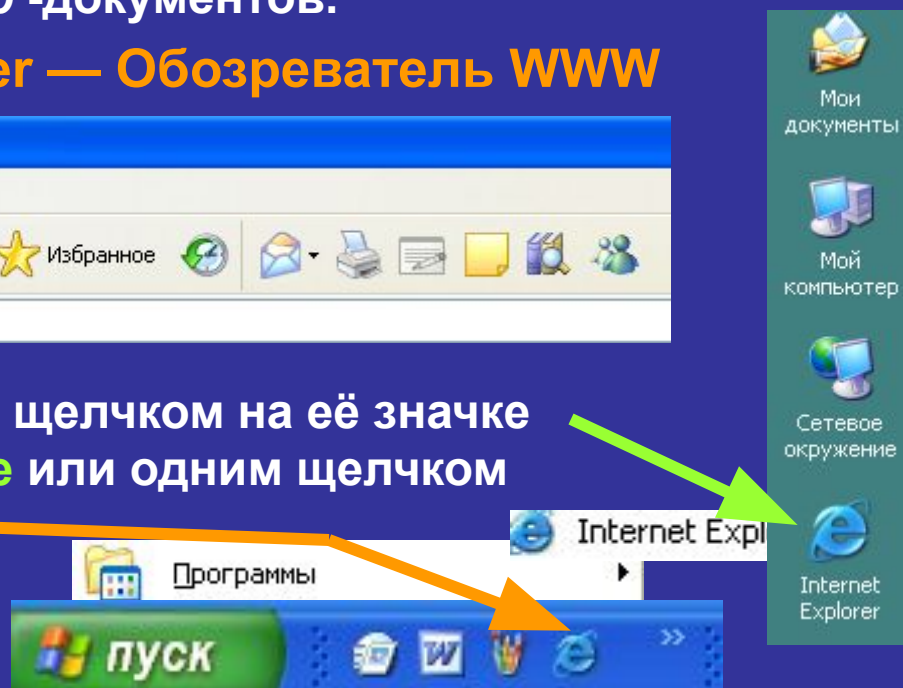 -документов.
— Обозреватель WWW
Избранное
щелчком на её значке
или одним щелчком
Internet Expl
Программы
пуск
W
»
Мои
документы
Мой
компьютер
Сетевое
окружение
Internet
Explorer